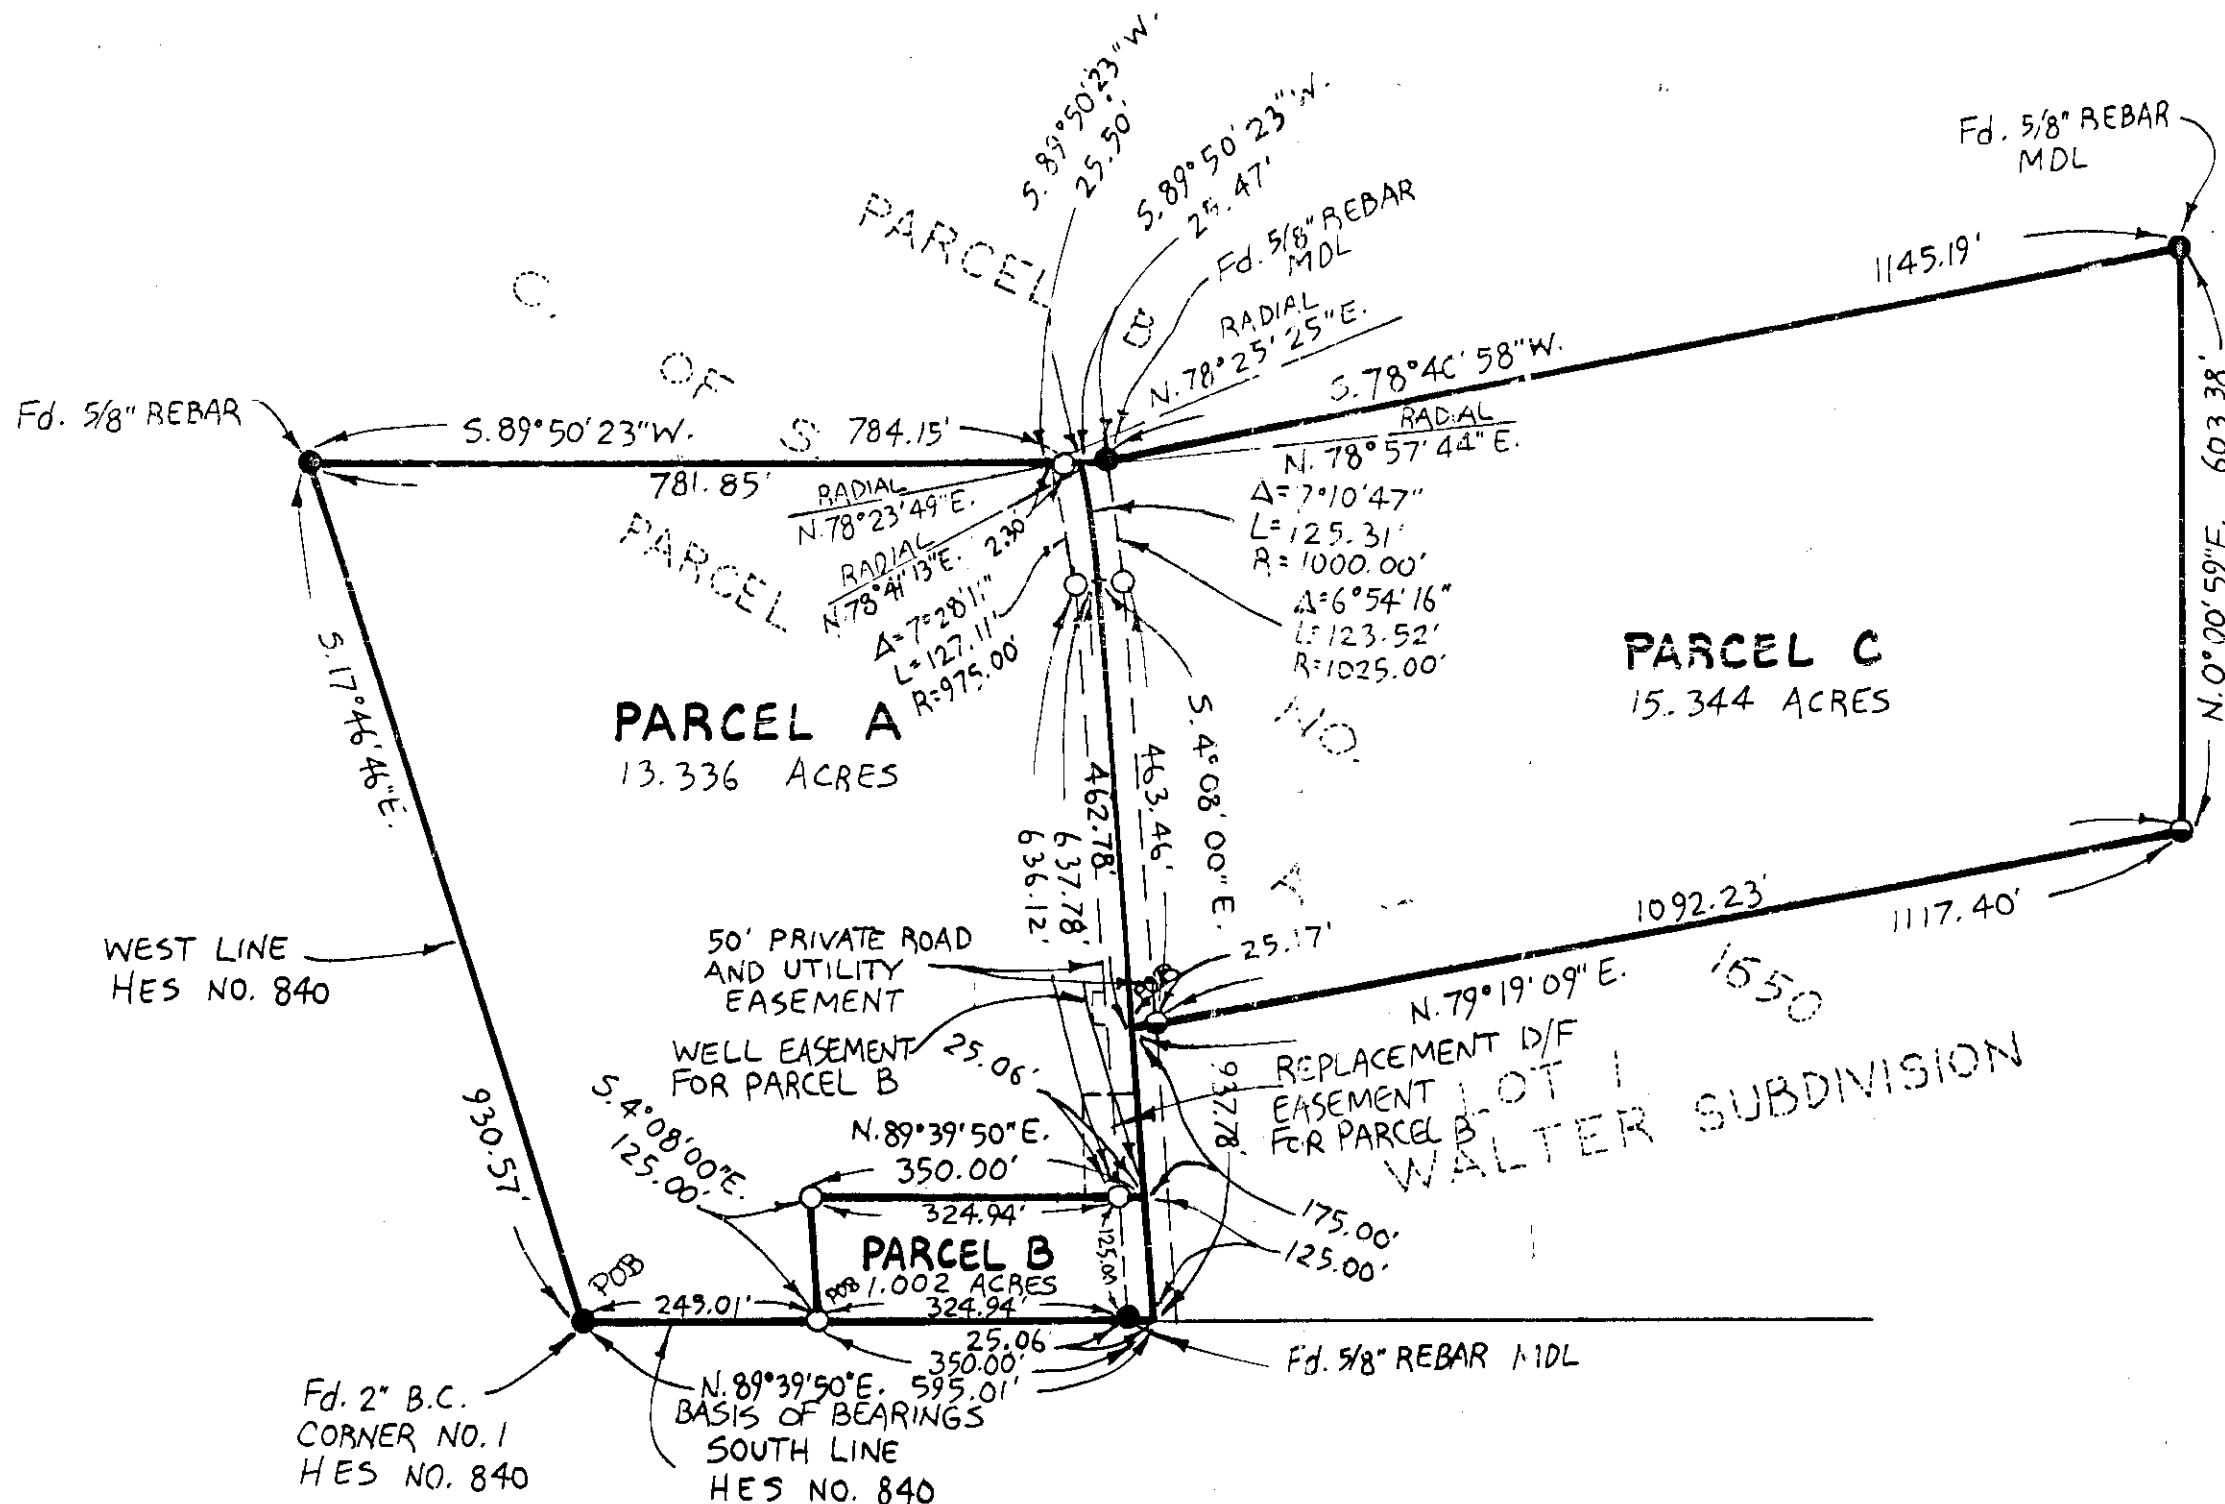 S. 89°50'23"W.
25.50'
S. 89°50'23"W.
25.47'
Fd. 5/8" REBAR
MDL
Fd. 5/8" REBAR
MDL
PARCEL
B
C.
OF
S.
RADIAL
N. 78°25'25"E.
1145.19'
S. 78°40'58"W.
RADIAL
N. 78°57'44"E.
Fd. 5/8" REBAR
S. 89°50'23"W.
784.15'
781.85'
RADIAL
N. 78°23'49"E.
RADIAL
N. 78°41'13"E.
2.30'
PARCEL
Δ=7°28'11"
L=127.11'
R=975.00'
Δ=7°10'47"
L=125.31'
R=1000.00'
Δ=6°54'16"
L=123.52'
R=1025.00'
603.38'
N. 0°00'59"E.
S. 17°46'46"E.
930.57'
PARCEL A
13.336 ACRES
PARCEL C
15.344 ACRES
NO.
S. 4°08'00"E.
463.46'
462.78'
637.78'
636.12'
WEST LINE
HES NO. 840
50' PRIVATE ROAD
AND UTILITY
EASEMENT
POB
25.17'
1092.23'
1117.40'
N. 79°19'09"E.
1550
WELL EASEMENT
FOR PARCEL B
25.06'
REPLACEMENT D/F
EASEMENT
FOR PARCEL B
LOT 1
WALTER SUBDIVISION
937.78'
S. 4°08'00"E.
125.00'
N. 89°39'50"E.
350.00'
324.94'
125.01'
PARCEL B
1.002 ACRES
175.00'
125.00'
POB
245.01'
POB
324.94'
25.06'
350.00'
N. 89°39'50"E. 595.01'
BASIS OF BEARINGS
SOUTH LINE
HES NO. 840
Fd. 5/8" REBAR MDL
Fd. 2" B.C.
CORNER NO. 1
HES NO. 840